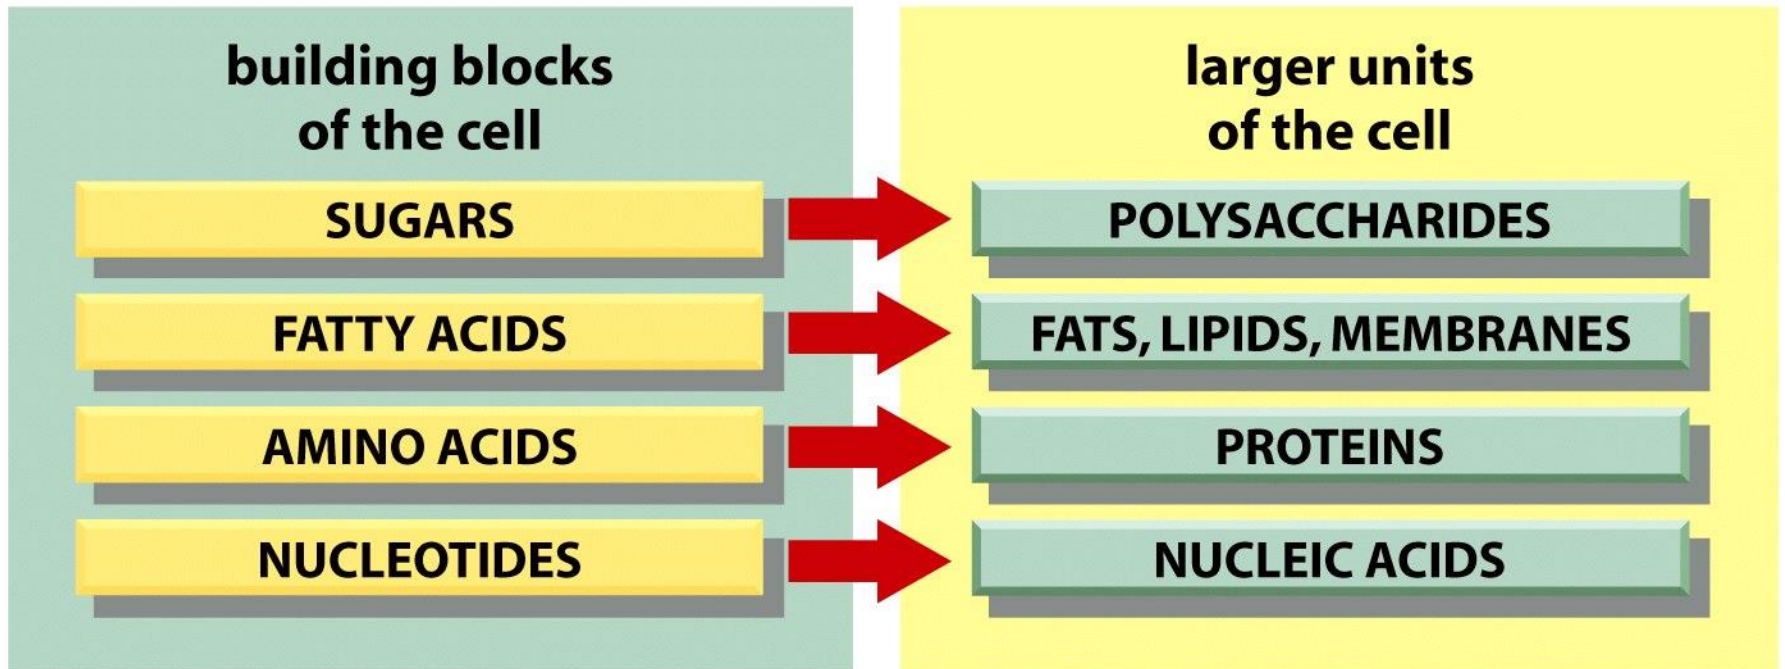 building blocks
of the cell
SUGARS
FATTY ACIDS
AMINO ACIDS
NUCLEOTIDES
larger units
of the cell
POLYSACCHARIDES
FATS, LIPIDS, MEMBRANES
PROTEINS
NUCLEIC ACIDS